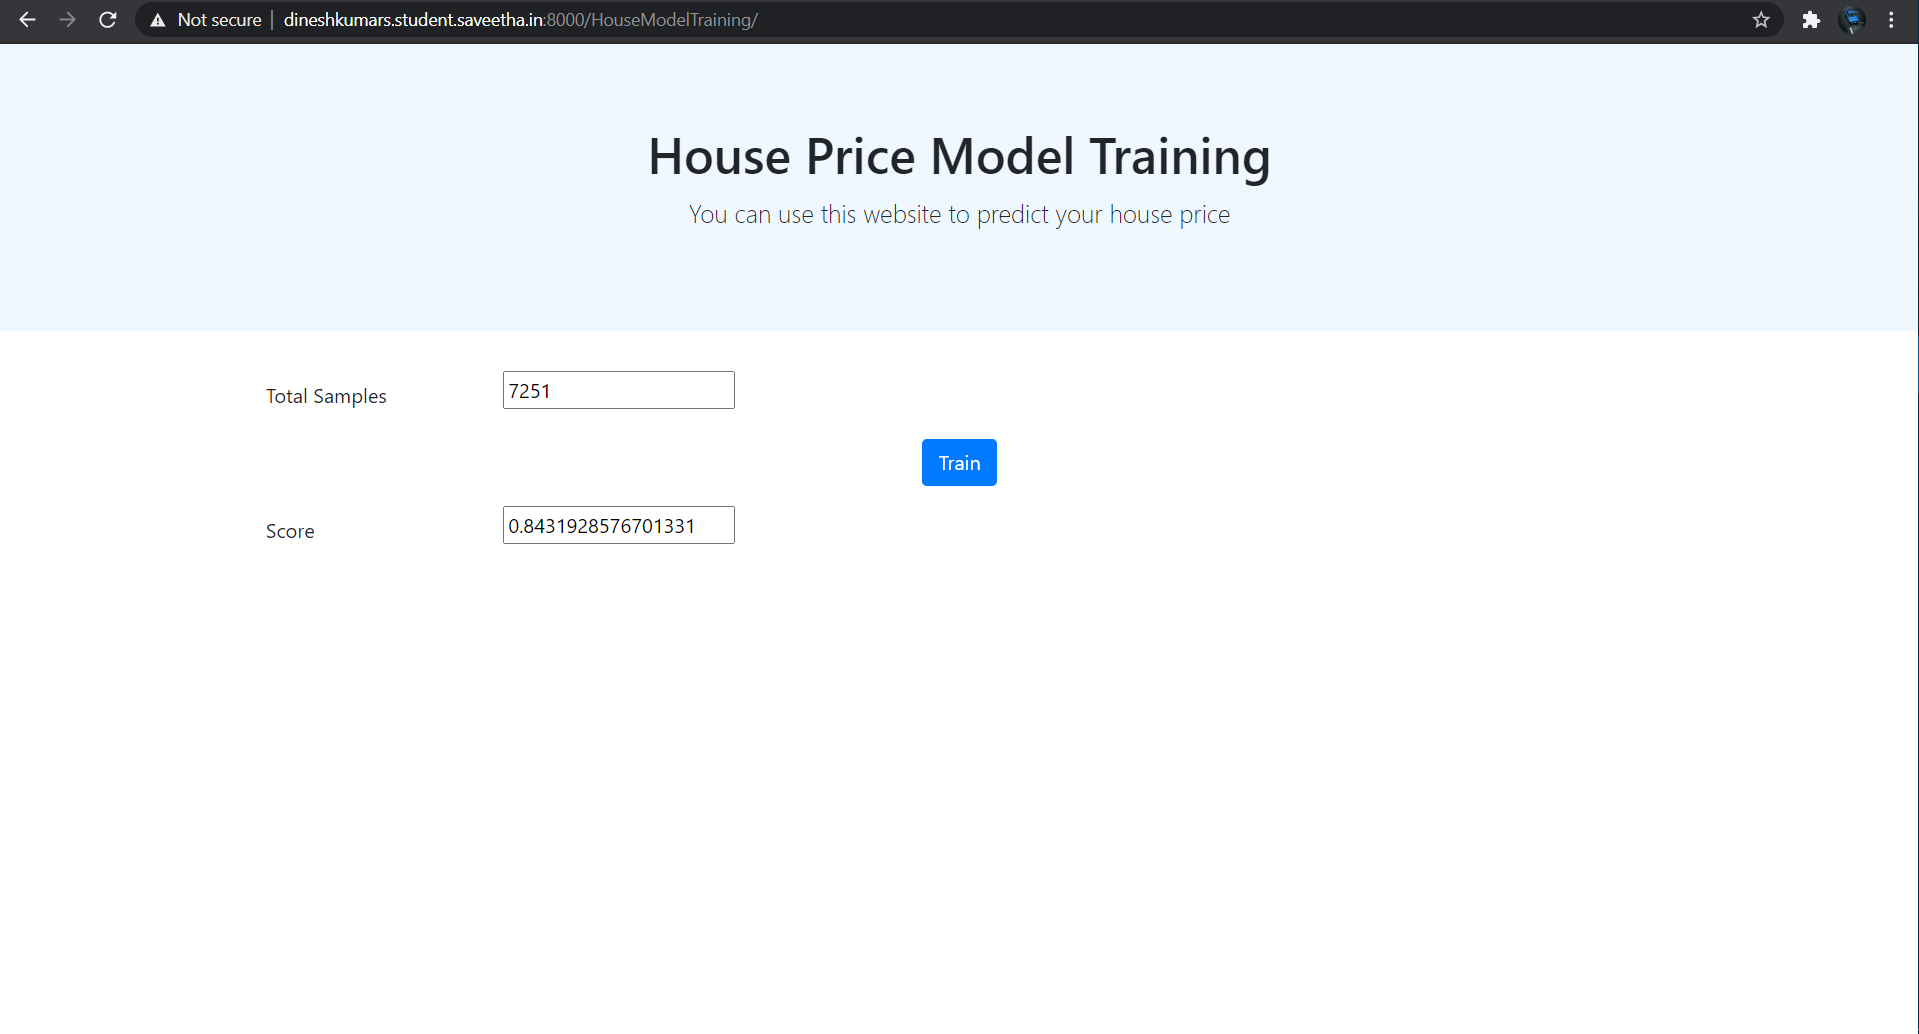 Not secure | dineshkumars.student.saveetha.in:8000/HouseModelTraining/
House Price Model Training
You can use this website to predict your house price
Total Samples 7251
Train
Score 0.8431928576701331